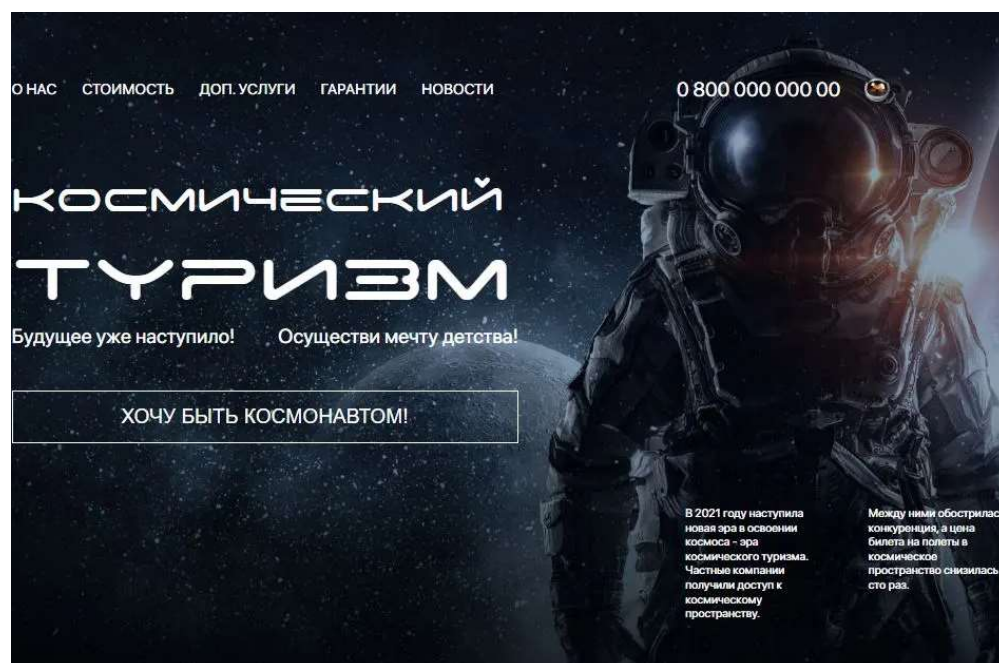 О НАС СТОИМОСТЬ ДОП. УСЛУГИ ГАРАНТИИ НОВОСТИ 0 800 000 000 00
КОСМИЧЕСКИЙ
ТУРИЗМ
Будущее уже наступило! Осуществи мечту детства!
ХОЧУ БЫТЬ КОСМОНАВТОМ!
В 2021 году наступила
новая эра в освоении
космоса - эра
космического туризма.
Частные компании
получили доступ к
космическому
пространству.
Между ними обострилас
конкуренция, а цена
билета на полеты в
космическое
пространство снизилась
сто раз.